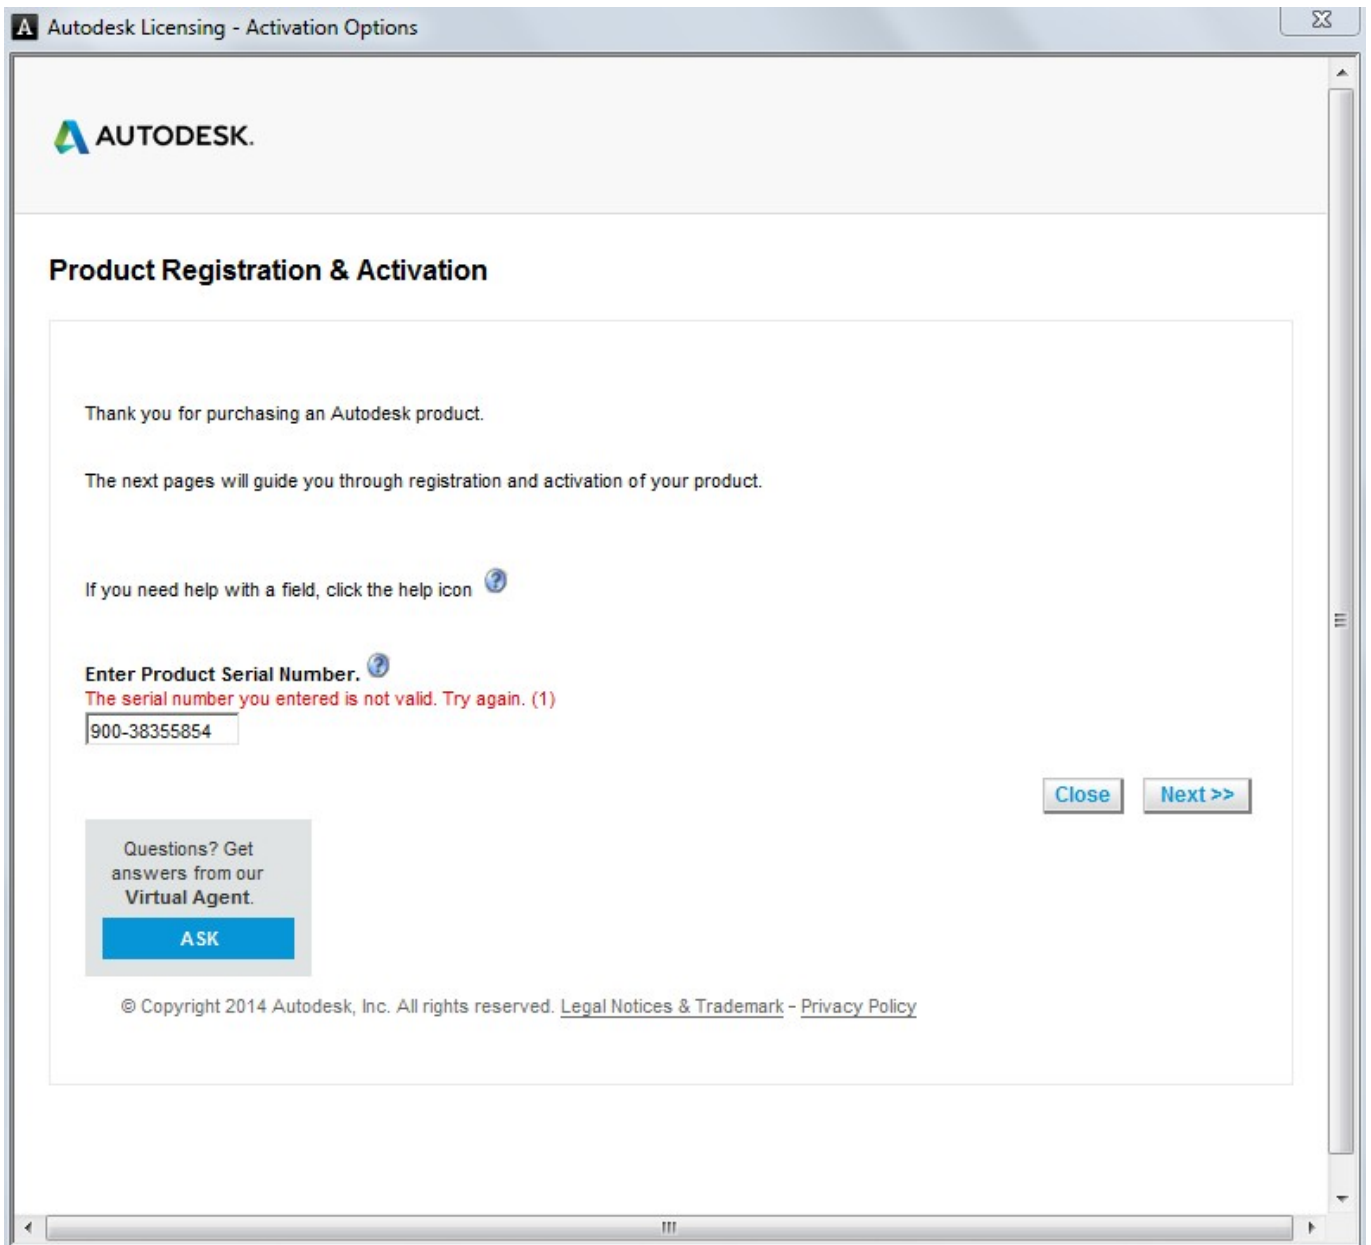 Autodesk Licensing - Activation Options
AUTODESK.
Product Registration & Activation
Thank you for purchasing an Autodesk product.
The next pages will guide you through registration and activation of your product.
If you need help with a field, click the help icon ?
Enter Product Serial Number. ?
The serial number you entered is not valid. Try again. (1)
900-38355854
Close Next >>
Questions? Get
answers from our
Virtual Agent.
ASK
© Copyright 2014 Autodesk, Inc. All rights reserved. Legal Notices & Trademark - Privacy Policy